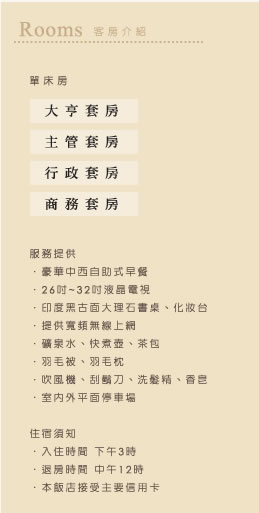 Rooms 客房介紹
單床房
大亨套房
主管套房
行政套房
商務套房
服務提供
．豪華中西自助式早餐
．26吋~32吋液晶電視
．印度黑古面大理石書桌、化妝台
．提供寬頻無線上網
．礦泉水、快煮壺、茶包
．羽毛被、羽毛枕
．吹風機、刮鬍刀、洗髮精、香皂
．室內外平面停車場
住宿須知
．入住時間 下午3時
．退房時間 中午12時
．本飯店接受主要信用卡